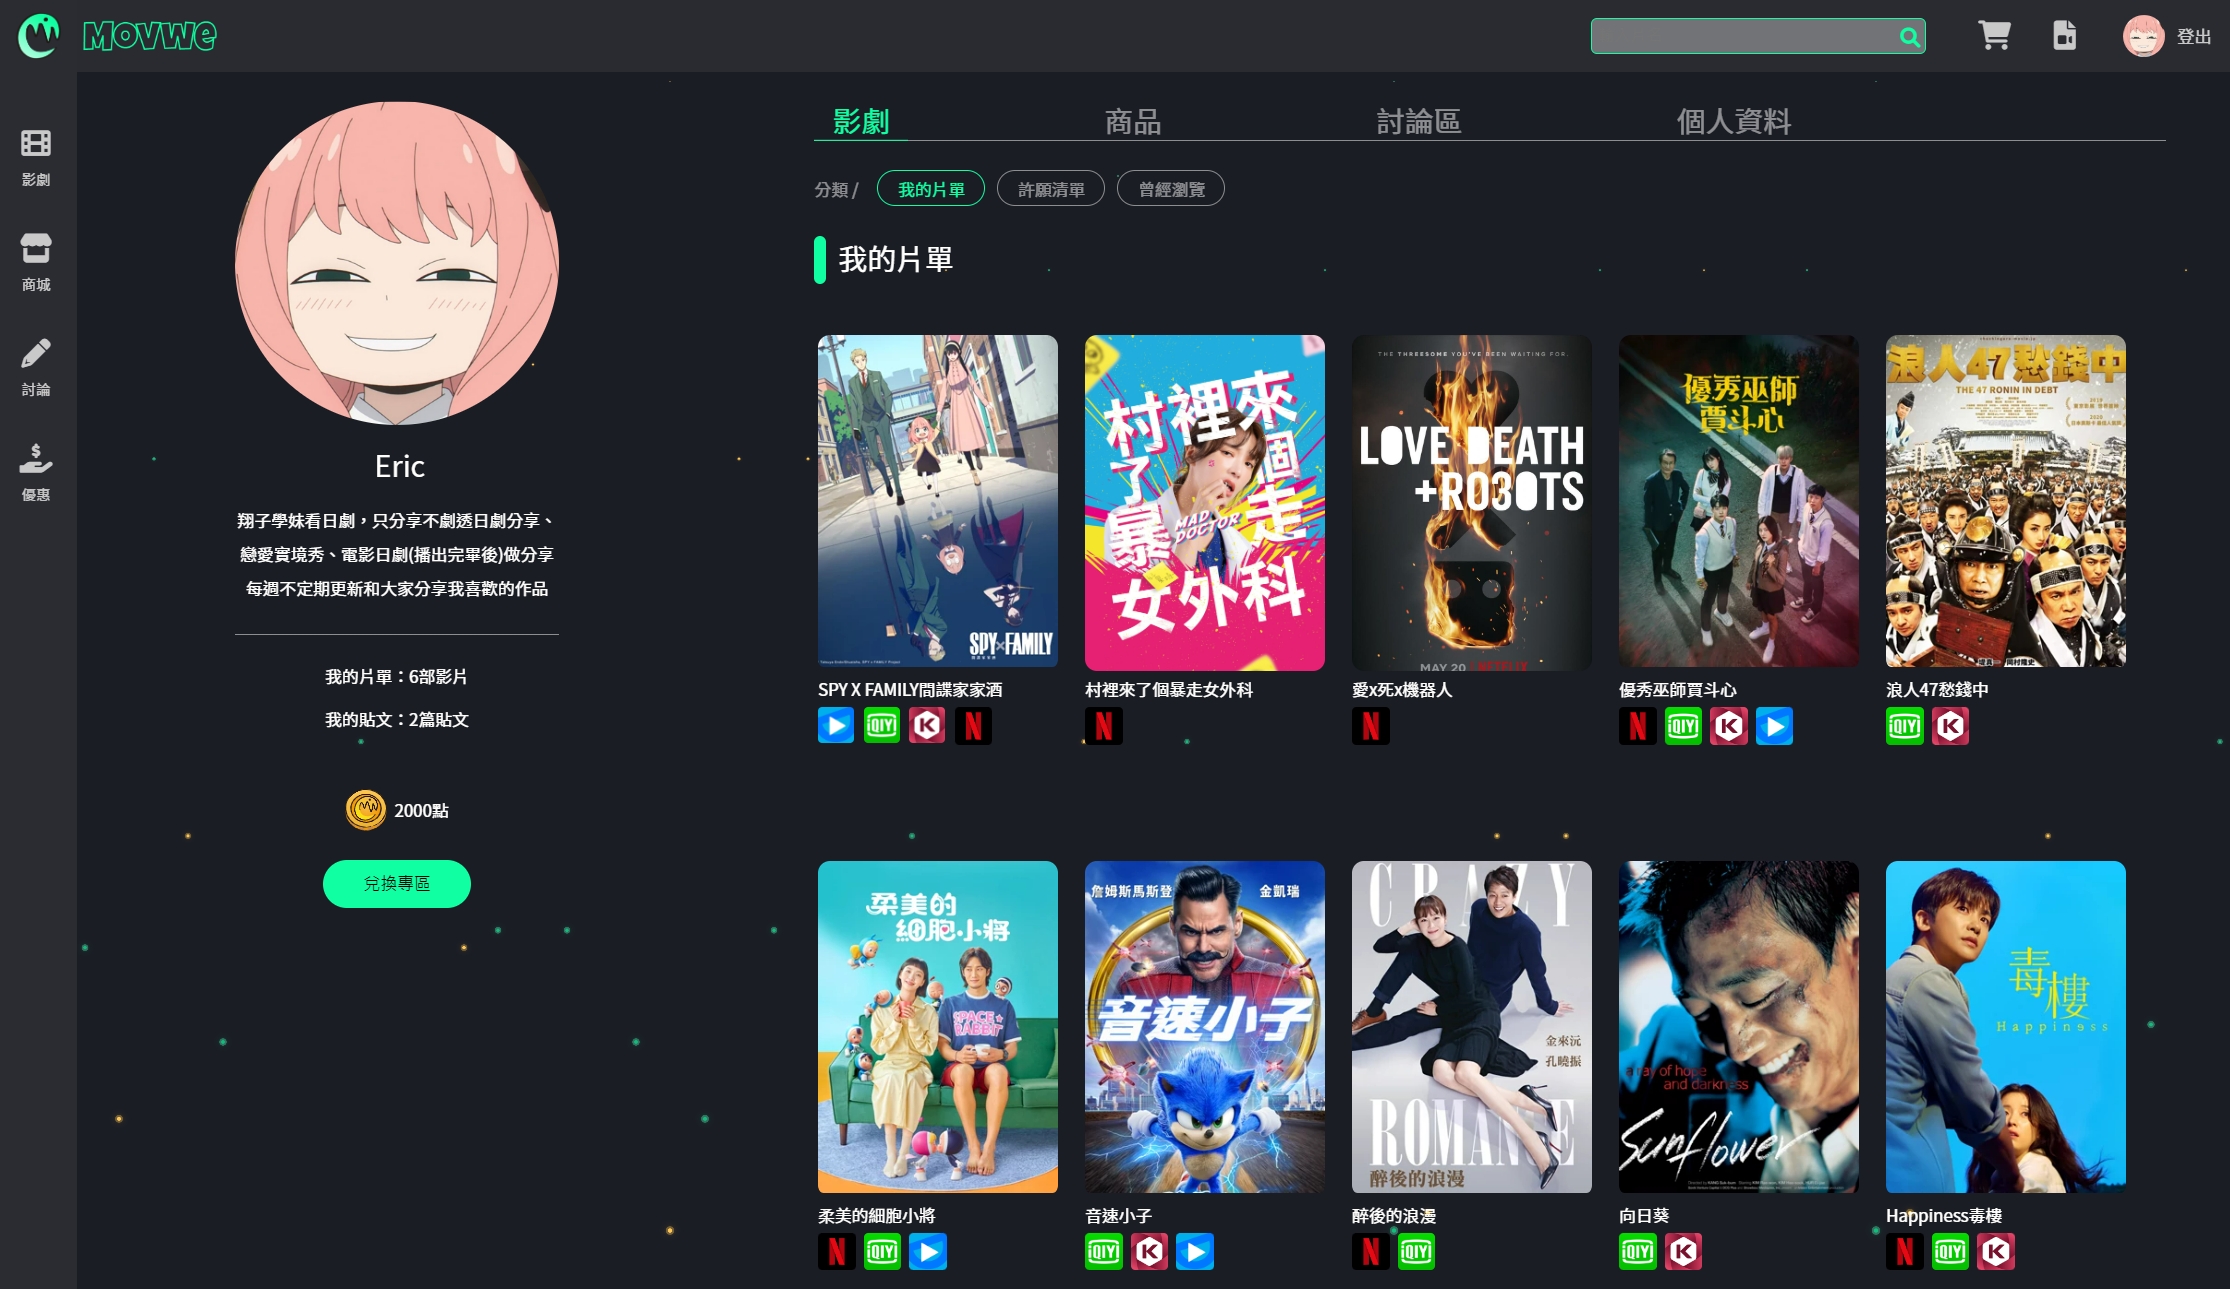 Movwe
登出
影劇
商城
討論
優惠
Eric
翔子學妹看日劇，只分享不劇透日劇分享、
戀愛實境秀、電影日劇(播出完畢後)做分享
每週不定期更新和大家分享我喜歡的作品
我的片單：6部影片
我的貼文：2篇貼文
2000點
兌換專區
影劇 商品 討論區 個人資料
分類 / 我的片單 許願清單 曾經瀏覽
我的片單
SPY×FAMILY
村裡來
了個
暴走
女外科
MAD
DOCTOR
THE THREESOME YOU'VE BEEN WAITING FOR.
LOVE DEATH
+RO3OTS
MAY 20 NETFLIX
優秀巫師
賈斗心
浪人47愁錢中
THE 47 RONIN IN DEBT
SPY X FAMILY間諜家家酒
iQIYI K N
村裡來了個暴走女外科
N
愛x死x機器人
N
優秀巫師賈斗心
N iQIYI K
浪人47愁錢中
iQIYI K
柔美的
細胞小將
SPACE★
RABBIT
詹姆斯馬斯登 金凱瑞
音速小子
CRAZY
金來沅
孔曉振
ROMANCE
醉後的浪漫
a ray of hope
and darkness
Sunflower
毒樓
Happiness
柔美的細胞小將
N iQIYI
音速小子
iQIYI K
醉後的浪漫
N iQIYI
向日葵
iQIYI K
Happiness毒樓
N iQIYI K